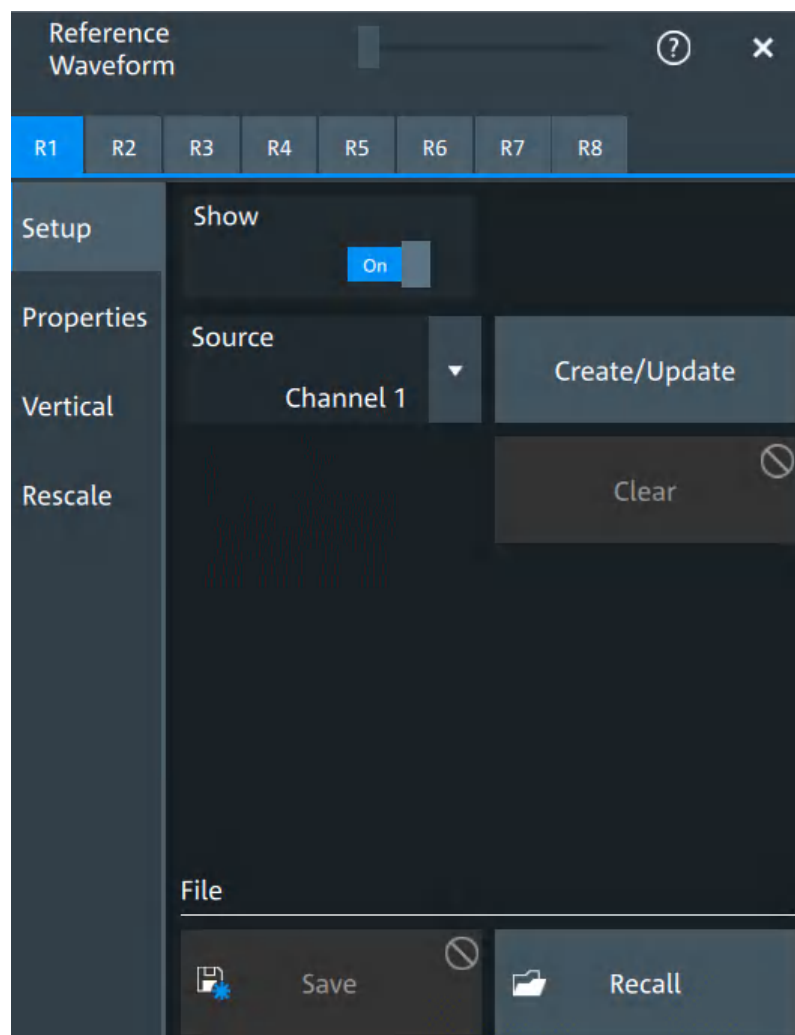 Reference
Waveform
?
R1 R2 R3 R4 R5 R6 R7 R8
Setup
Show
On
Properties
Source
Channel 1
Create/Update
Vertical
Clear
Rescale
File
Save
Recall